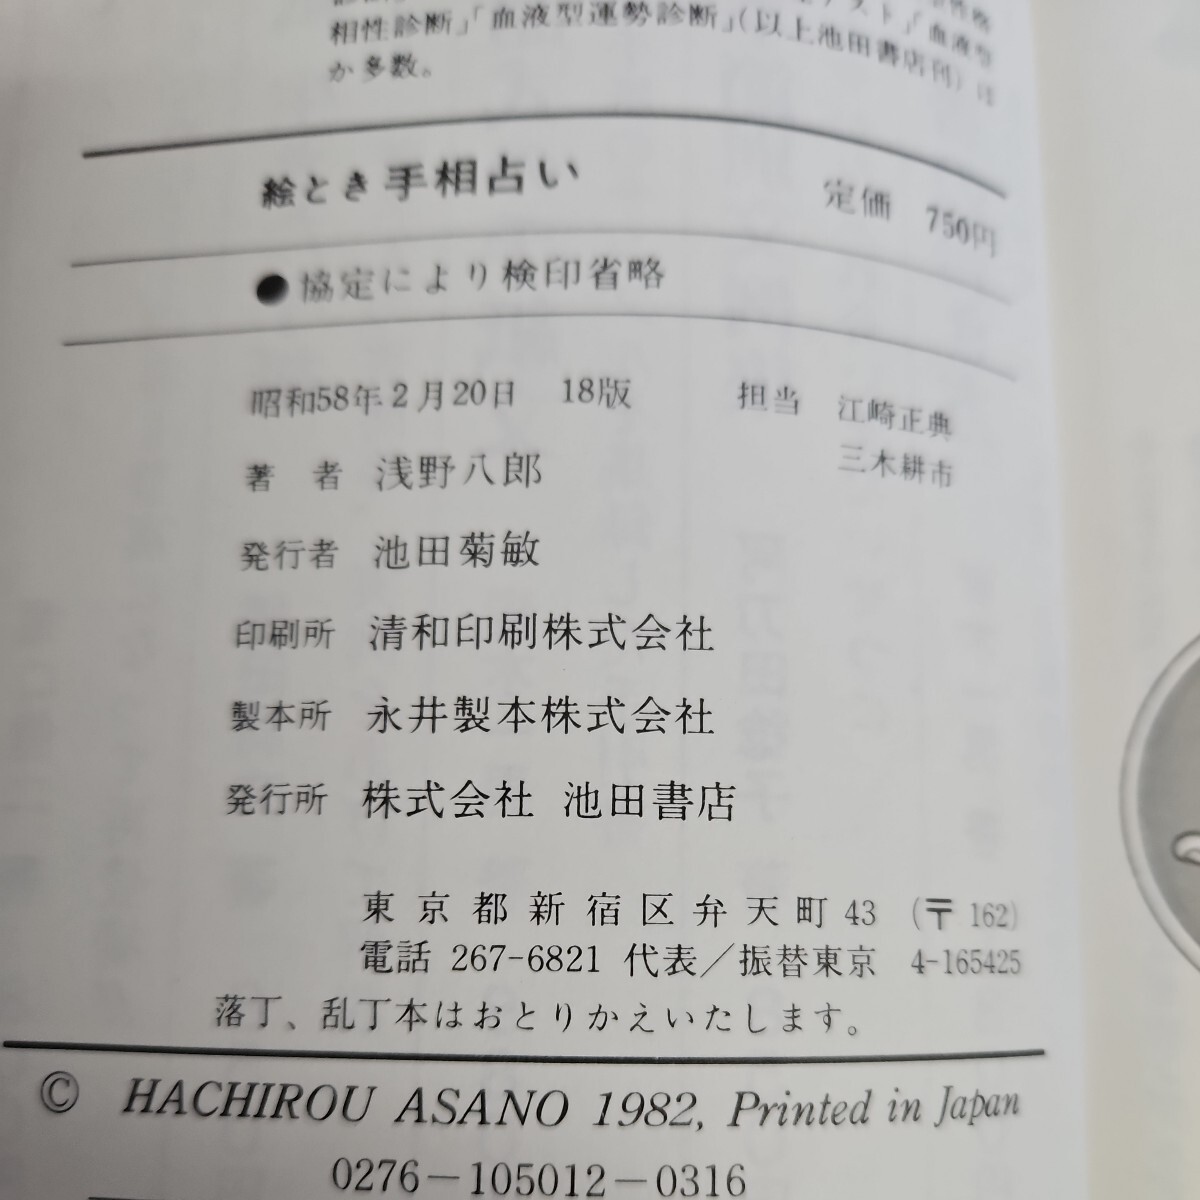 相性診断」「血液型運勢診断」(以上池田書店刊)ほ
か多数。
絵とき手相占い 定価 750円
●協定により検印省略
昭和58年2月20日 18版 担当 江崎正典
三木耕市
著者 浅野八郎
発行者 池田菊敏
印刷所 清和印刷株式会社
製本所 永井製本株式会社
発行所 株式会社 池田書店
東京都新宿区弁天町43 (〒162)
電話 267-6821 代表/振替東京 4-165425
落丁、乱丁本はおとりかえいたします。
© HACHIROU ASANO 1982, Printed in Japan
0276-105012-0316